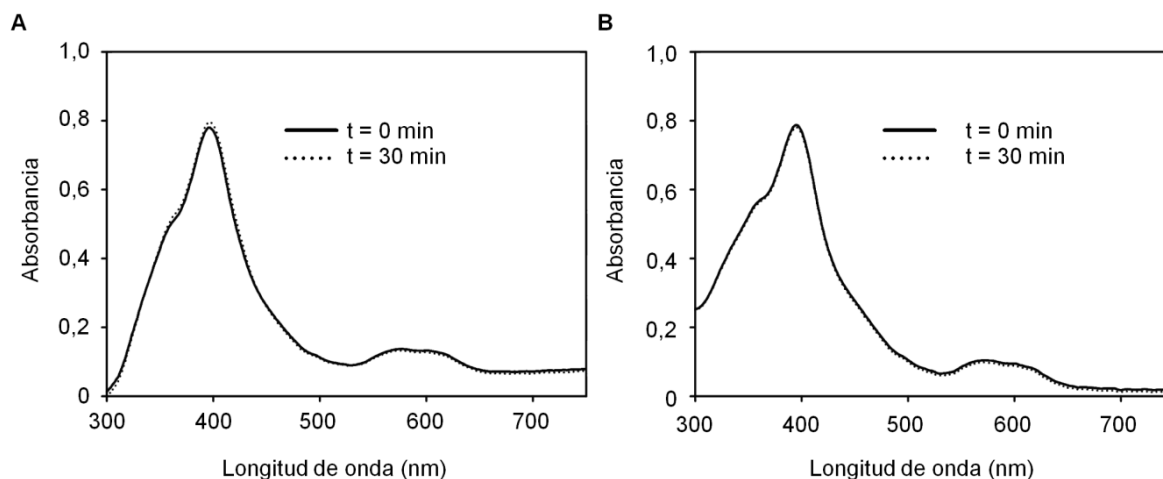 A
1,0
0,8
0,6
0,4
0,2
0
Absorbancia
t = 0 min
t = 30 min
300 400 500 600 700
Longitud de onda (nm)
B
1,0
0,8
0,6
0,4
0,2
0
Absorbancia
t = 0 min
t = 30 min
300 400 500 600 700
Longitud de onda (nm)